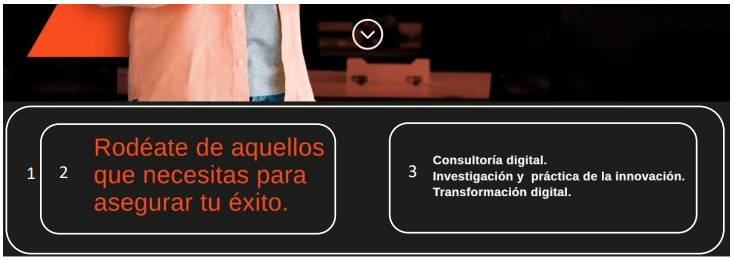 1
2
Rodéate de aquellos
que necesitas para
asegurar tu éxito.
3
Consultoría digital.
Investigación y  práctica de la innovación.
Transformación digital.